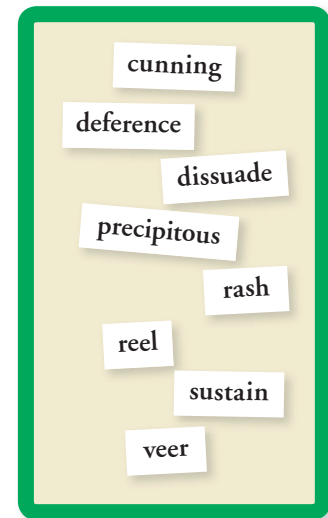 cunning
deference
dissuade
precipitous
rash
reel
sustain
veer